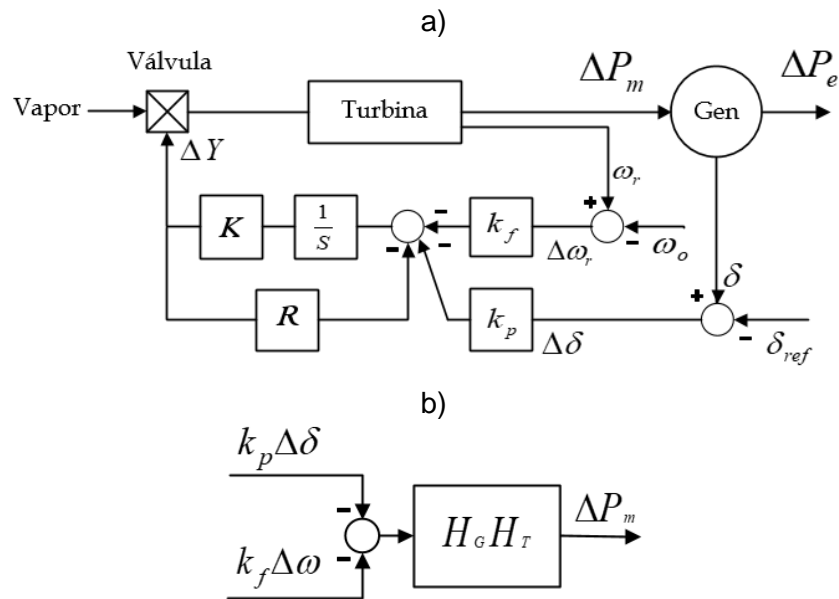 a)
Válvula
Vapor
Turbina
ΔP_m
Gen
ΔP_e
ΔY
ω_r
+
K
1/S
-
-
-
k_f
Δω_r
-
ω_o
δ
+
R
k_p
Δδ
-
δ_ref
b)
k_pΔδ
-
H_G H_T
ΔP_m
-
k_fΔω